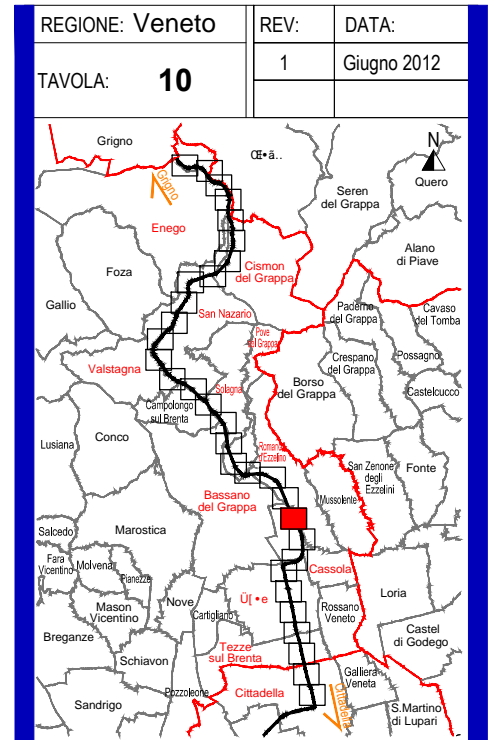 REGIONE: Veneto
REV:
DATA:
TAVOLA: 10
1
Giugno 2012
Grigno
Œ•ã..
N
Quero
Grigno
Seren
del Grappa
Enego
Alano
di Piave
Foza
Cismon
del Grappa
Gallio
San Nazario
Paderno
del Grappa
Cavaso
del Tomba
Pove
del Grappa
Crespano
del Grappa
Possagno
Valstagna
Solagna
Borso
del Grappa
Castelcucco
Campolongo
sul Brenta
Lusiana
Conco
Romano
d'Ezzelino
San Zenone
degli
Ezzelini
Fonte
Bassano
del Grappa
Mussolente
Salcedo
Marostica
Fara
Vicentino
Molvena
Pianezze
Cassola
Loria
Mason
Vicentino
Nove
Cartigliano
Ü[ •e
Rossano
Veneto
Breganze
Castel
di Godego
Schiavon
Tezze
sul Brenta
Galliera
Veneta
Pozzoleone
Cittadella
Cittadella
Sandrigo
S.Martino
di Lupari